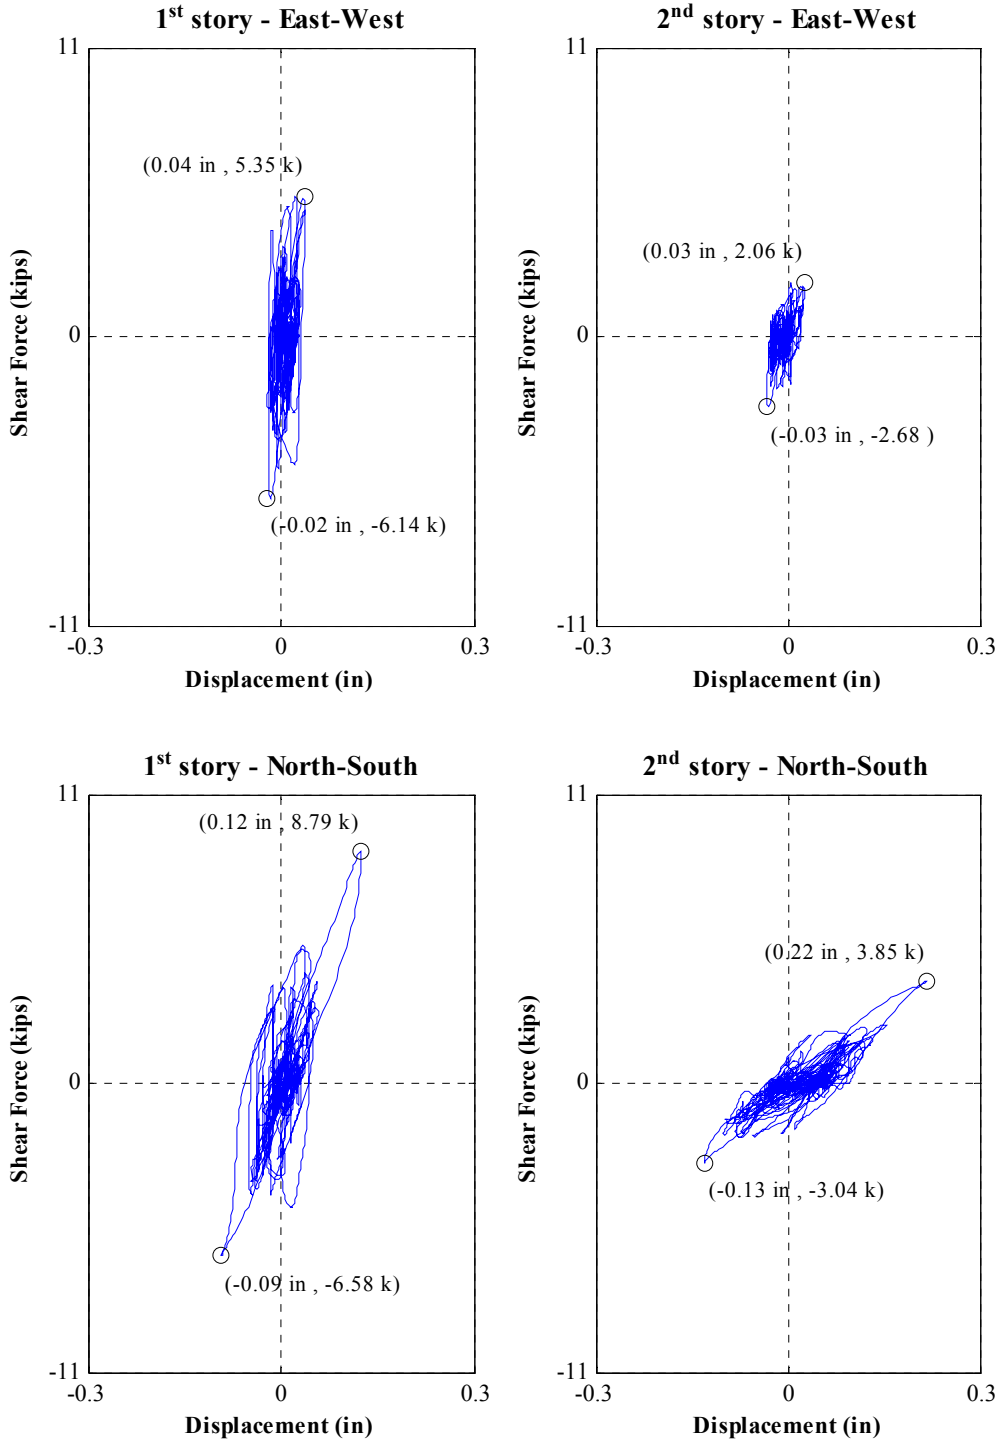 1st story - East-West
11
(0.04 in , 5.35 k)
Shear Force (kips)
0
(-0.02 in , -6.14 k)
-11
-0.3 0 0.3
Displacement (in)
2nd story - East-West
11
(0.03 in , 2.06 k)
Shear Force (kips)
0
(-0.03 in , -2.68 )
-11
-0.3 0 0.3
Displacement (in)
1st story - North-South
11
(0.12 in , 8.79 k)
Shear Force (kips)
0
(-0.09 in , -6.58 k)
-11
-0.3 0 0.3
Displacement (in)
2nd story - North-South
11
(0.22 in , 3.85 k)
Shear Force (kips)
0
(-0.13 in , -3.04 k)
-11
-0.3 0 0.3
Displacement (in)